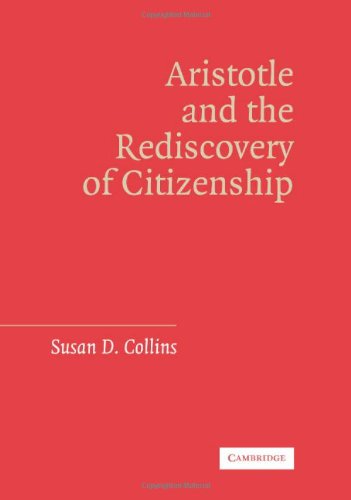 Aristotle
and the
Rediscovery
of Citizenship
Susan D. Collins
CAMBRIDGE